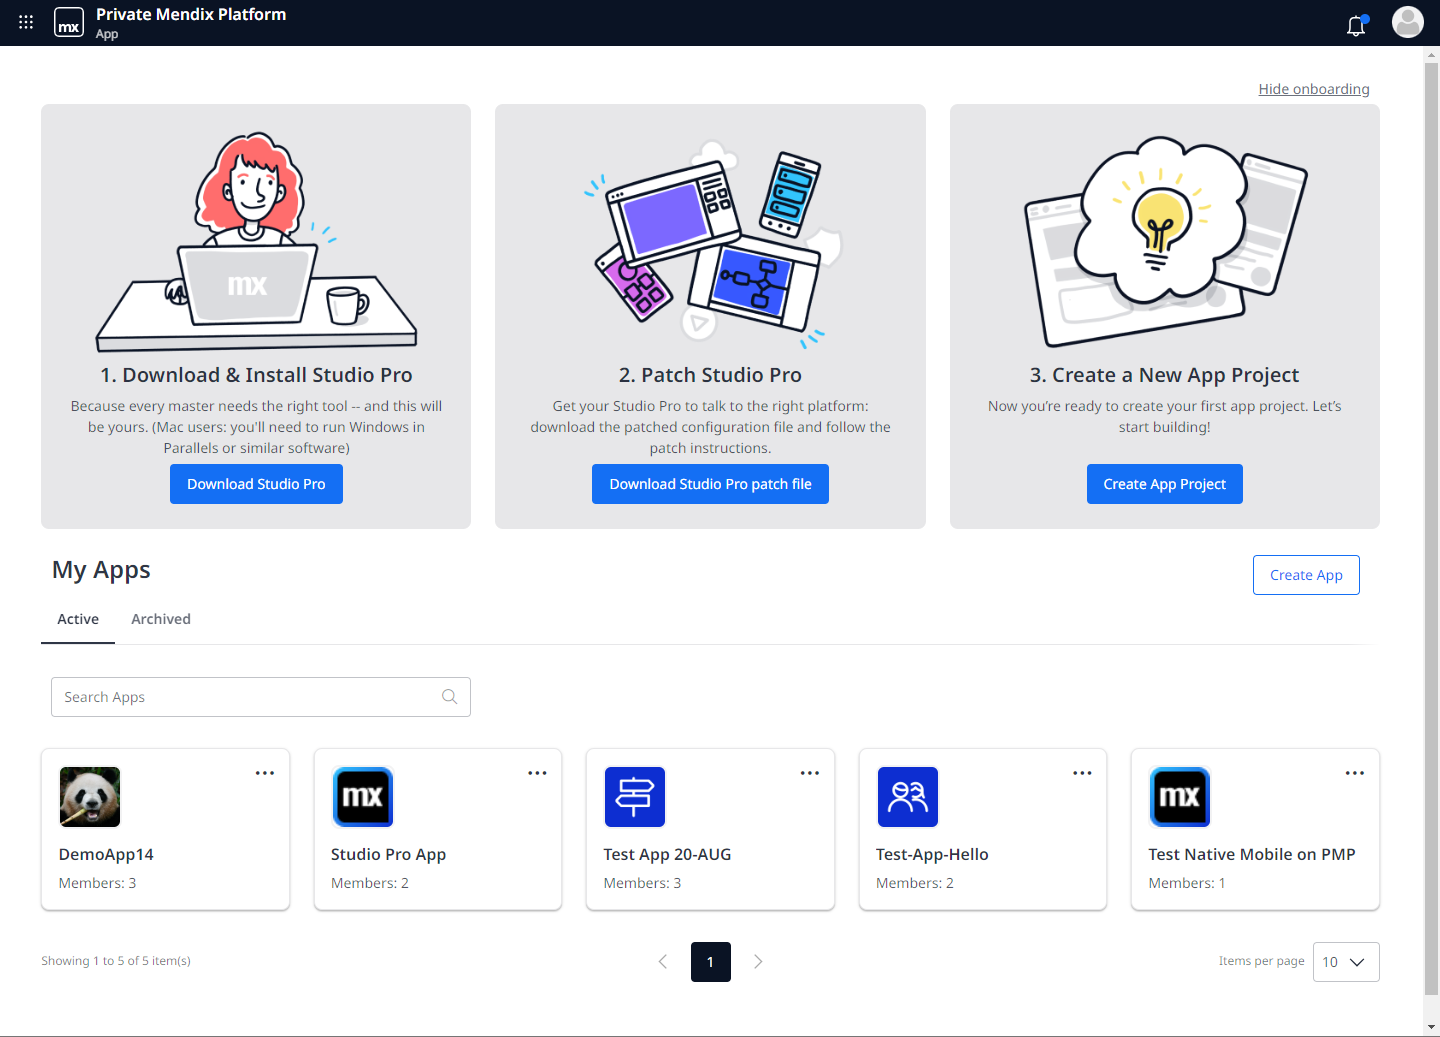 mx
Private Mendix Platform
App
Hide onboarding
mx
1. Download & Install Studio Pro
Because every master needs the right tool -- and this will
be yours. (Mac users: you'll need to run Windows in
Parallels or similar software)
Download Studio Pro
2. Patch Studio Pro
Get your Studio Pro to talk to the right platform:
download the patched configuration file and follow the
patch instructions.
Download Studio Pro patch file
3. Create a New App Project
Now you’re ready to create your first app project. Let’s
start building!
Create App Project
My Apps
Create App
Active
Archived
Search Apps
DemoApp14
Members: 3
mx
Studio Pro App
Members: 2
Test App 20-AUG
Members: 3
Test-App-Hello
Members: 2
mx
Test Native Mobile on PMP
Members: 1
Showing 1 to 5 of 5 item(s)
1
Items per page
10